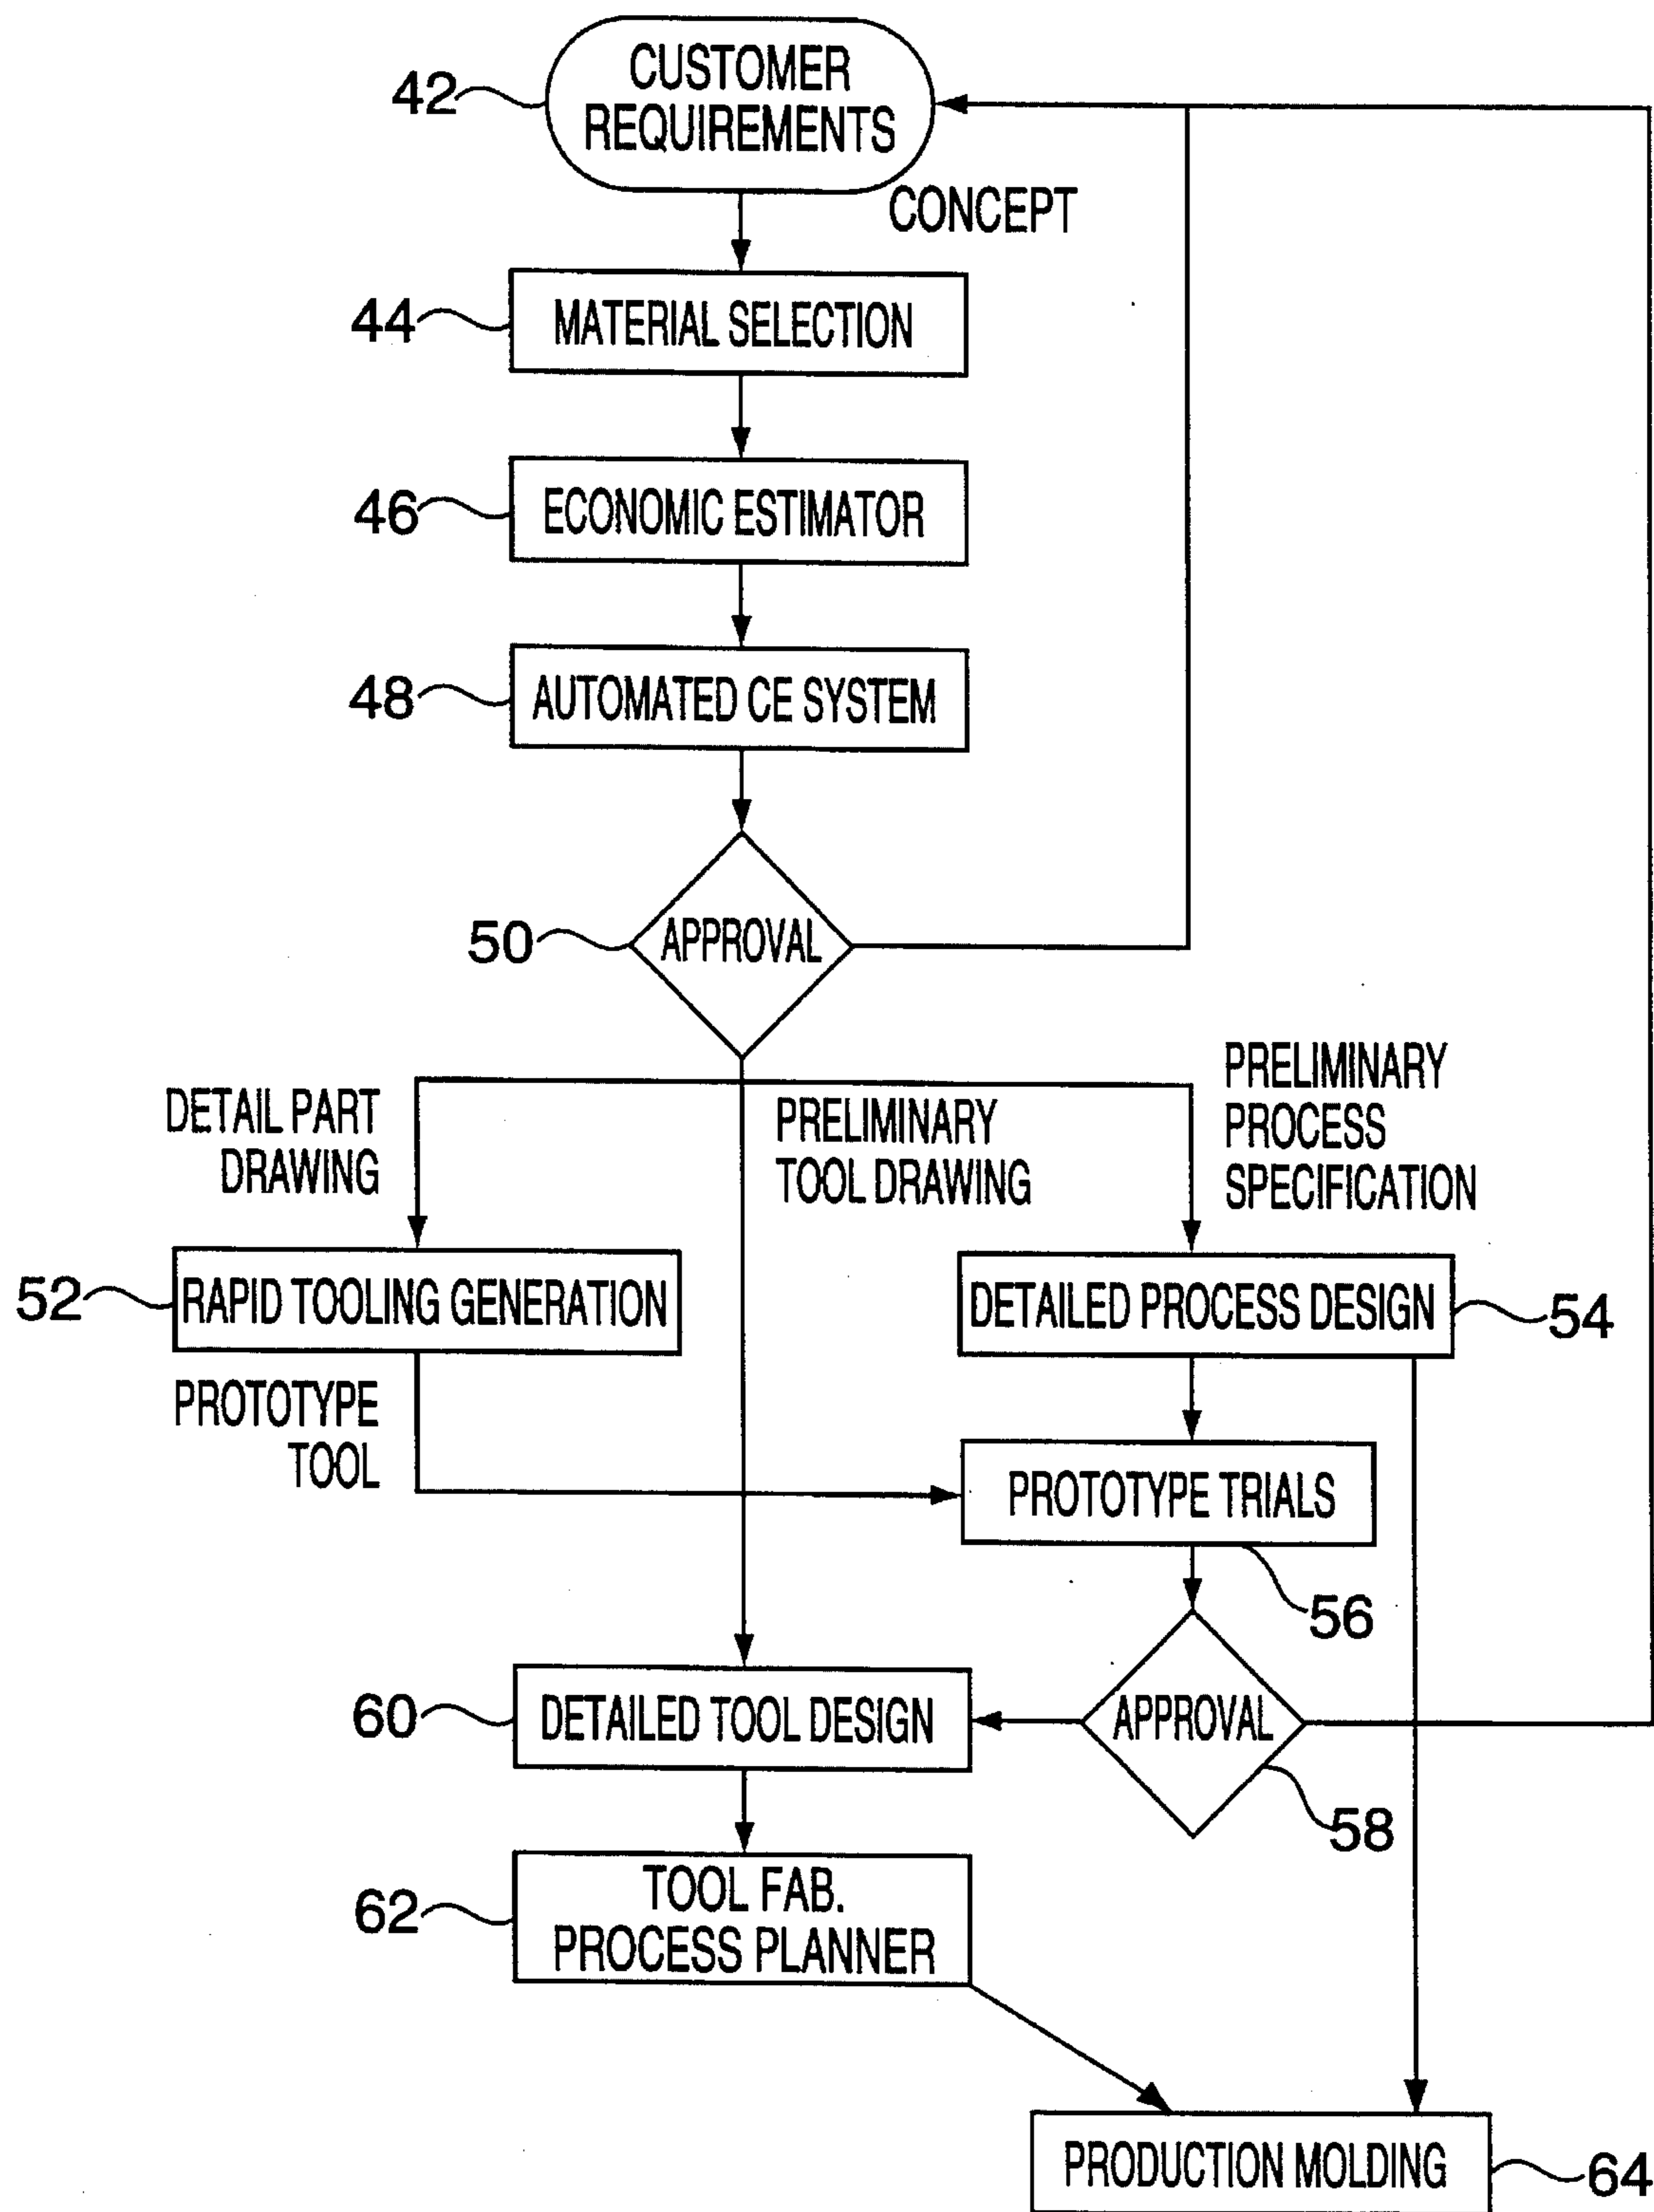 42
CUSTOMER
REQUIREMENTS
CONCEPT
44
MATERIAL SELECTION
46
ECONOMIC ESTIMATOR
48
AUTOMATED CE SYSTEM
50
APPROVAL
DETAIL PART
DRAWING
PRELIMINARY
TOOL DRAWING
PRELIMINARY
PROCESS
SPECIFICATION
52
RAPID TOOLING GENERATION
DETAILED PROCESS DESIGN
54
PROTOTYPE
TOOL
PROTOTYPE TRIALS
56
60
DETAILED TOOL DESIGN
APPROVAL
58
62
TOOL FAB.
PROCESS PLANNER
PRODUCTION MOLDING
64